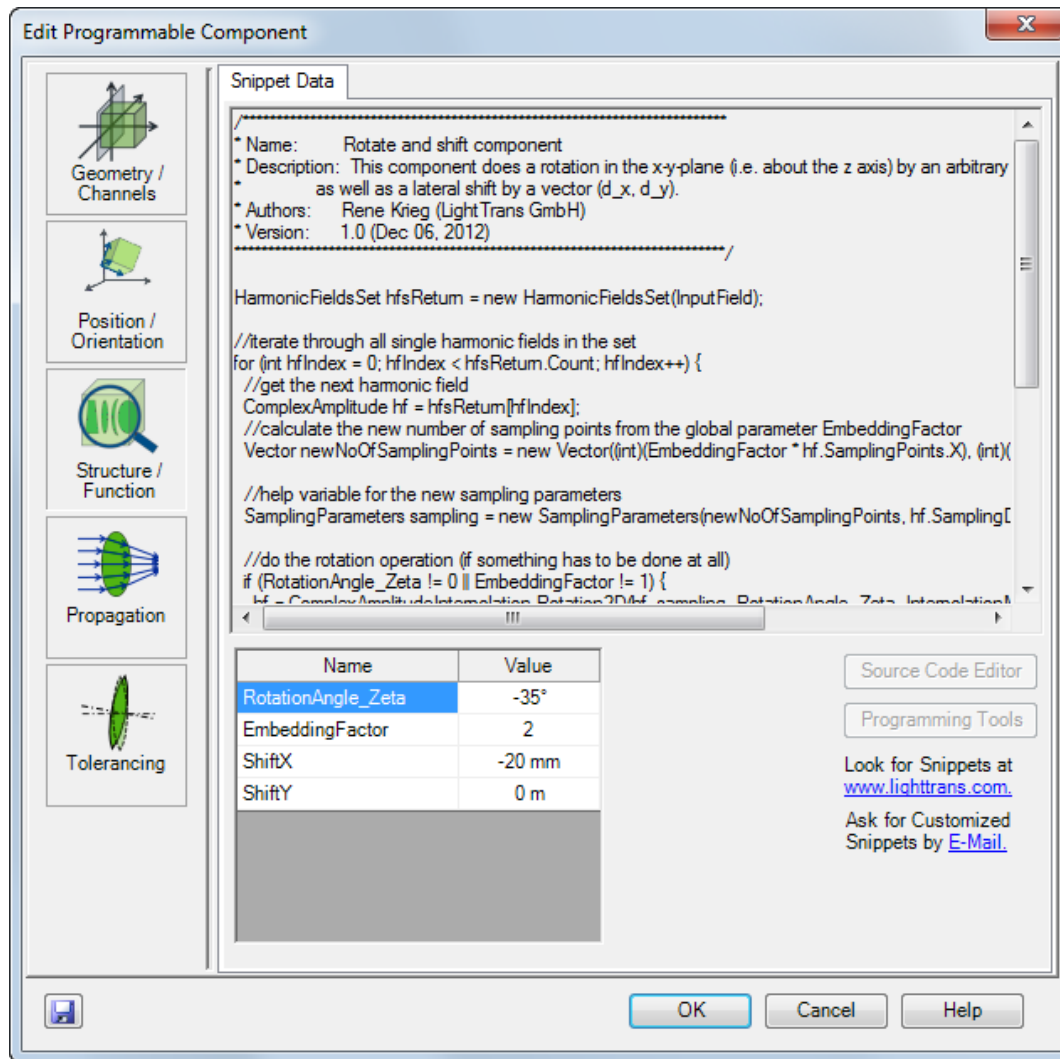 Edit Programmable Component
Geometry /
Channels
Position /
Orientation
Structure /
Function
Propagation
Tolerancing
Snippet Data
/***********************************************************************************
* Name: Rotate and shift component
* Description: This component does a rotation in the x-y-plane (i.e. about the z axis) by an arbitrary
* as well as a lateral shift by a vector (d_x, d_y).
* Authors: Rene Krieg (LightTrans GmbH)
* Version: 1.0 (Dec 06, 2012)
***********************************************************************************/
HarmonicFieldsSet hfsReturn = new HarmonicFieldsSet(InputField);
//iterate through all single harmonic fields in the set
for (int hfIndex = 0; hfIndex < hfsReturn.Count; hfIndex++) {
//get the next harmonic field
ComplexAmplitude hf = hfsReturn[hfIndex];
//calculate the new number of sampling points from the global parameter EmbeddingFactor
Vector newNoOfSamplingPoints = new Vector((int)(EmbeddingFactor * hf.SamplingPoints.X), (int)(
//help variable for the new sampling parameters
SamplingParameters sampling = new SamplingParameters(newNoOfSamplingPoints, hf.Sampling
//do the rotation operation (if something has to be done at all)
if (RotationAngle_Zeta != 0 || EmbeddingFactor != 1) {
hf = ComplexAmplitudeInterpolation.Rotation2D(hf, sampling, RotationAngle_Zeta,
Name Value
RotationAngle_Zeta -35°
EmbeddingFactor 2
ShiftX -20 mm
ShiftY 0 m
Source Code Editor
Programming Tools
Look for Snippets at
www.lighttrans.com.
Ask for Customized
Snippets by E-Mail.
OK Cancel Help